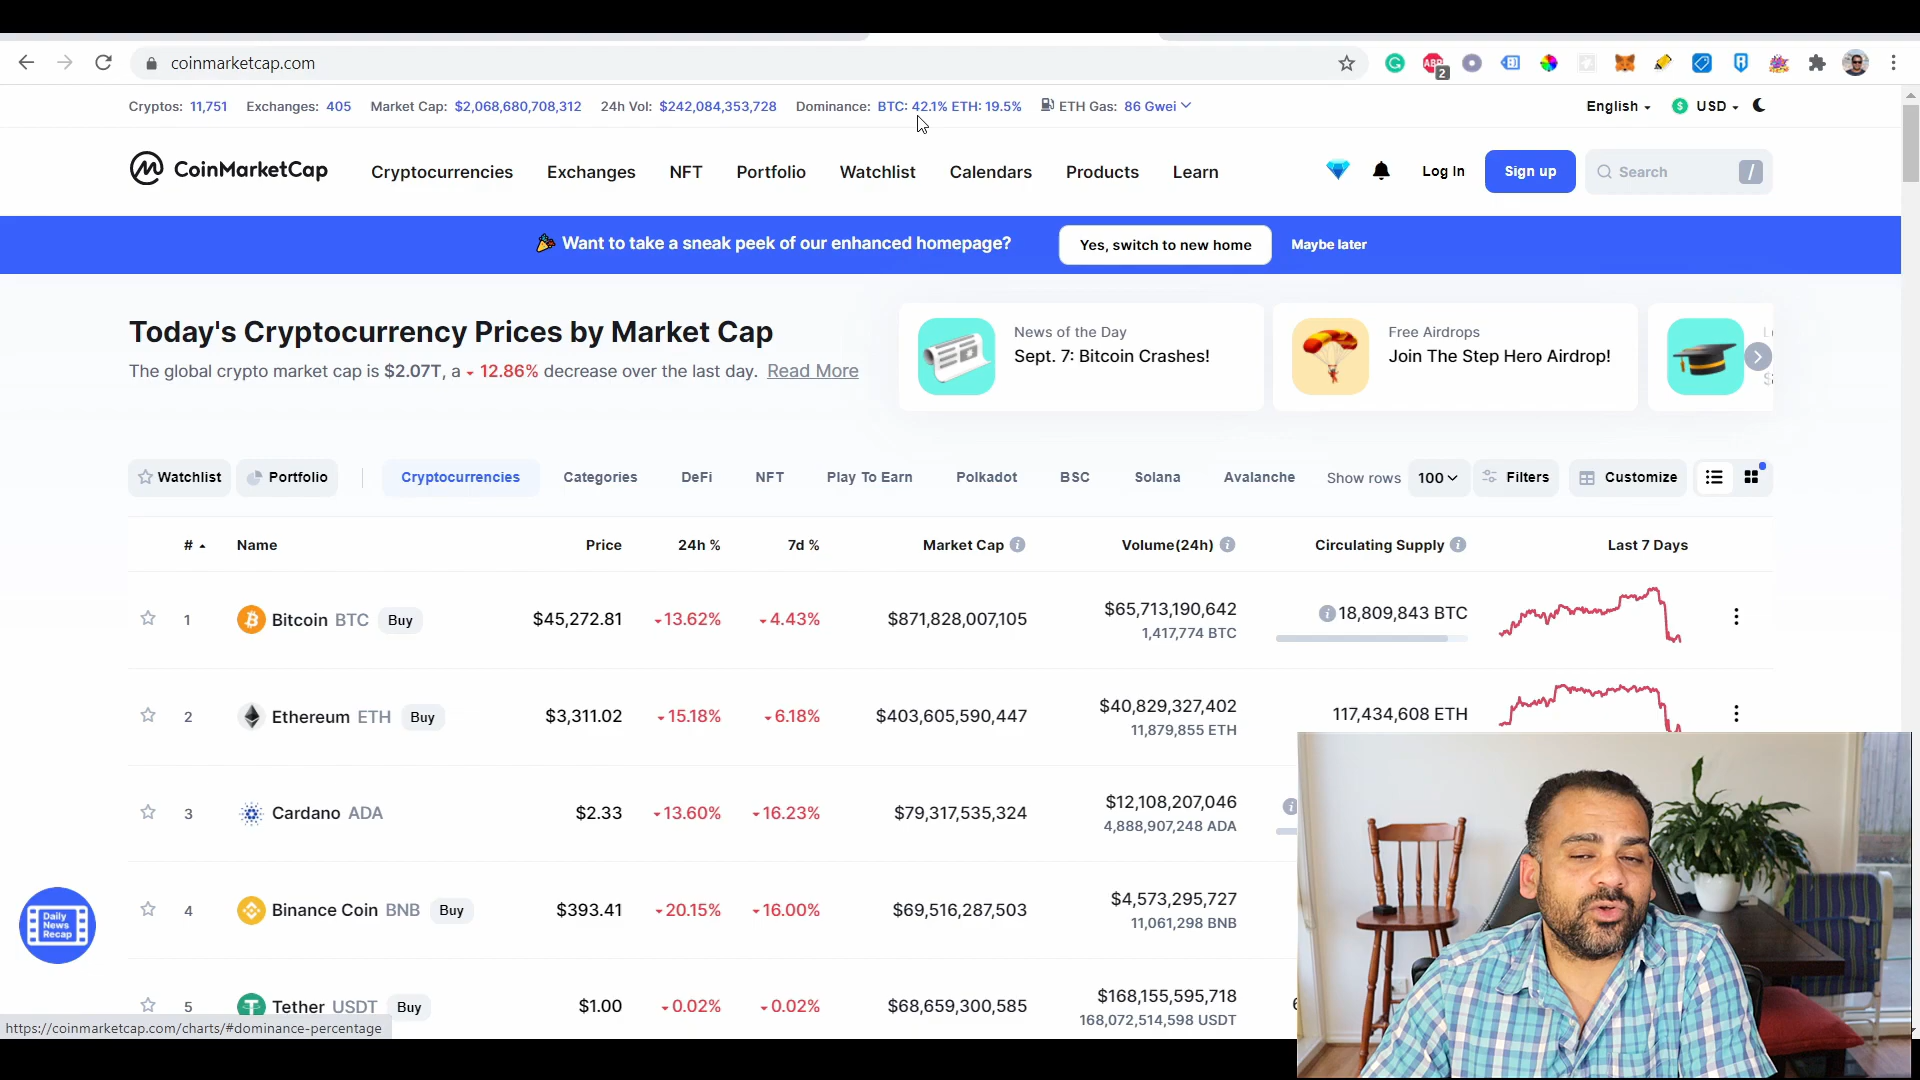 coinmarketcap.com
ABP
2
Cryptos: 11,751 Exchanges: 405 Market Cap: $2,068,680,708,312 24h Vol: $242,084,353,728 Dominance: BTC: 42.1% ETH: 19.5% ETH Gas: 86 Gwei English $ USD
CoinMarketCap Cryptocurrencies Exchanges NFT Portfolio Watchlist Calendars Products Learn Log In Sign up Search /
Want to take a sneak peek of our enhanced homepage? Yes, switch to new home Maybe later
Today's Cryptocurrency Prices by Market Cap
The global crypto market cap is $2.07T, a 12.86% decrease over the last day. Read More
News of the Day
Sept. 7: Bitcoin Crashes!
Free Airdrops
Join The Step Hero Airdrop!
Watchlist Portfolio Cryptocurrencies Categories DeFi NFT Play To Earn Polkadot BSC Solana Avalanche Show rows 100 Filters Customize
# Name Price 24h % 7d % Market Cap Volume(24h) Circulating Supply Last 7 Days
1 Bitcoin BTC Buy $45,272.81 13.62% 4.43% $871,828,007,105 $65,713,190,642 18,809,843 BTC
1,417,774 BTC
2 Ethereum ETH Buy $3,311.02 15.18% 6.18% $403,605,590,447 $40,829,327,402 117,434,608 ETH
11,879,855 ETH
3 Cardano ADA $2.33 13.60% 16.23% $79,317,535,324 $12,108,207,046
4,888,907,248 ADA
4 Binance Coin BNB Buy $393.41 20.15% 16.00% $69,516,287,503 $4,573,295,727
11,061,298 BNB
Daily
News
Recap
5 Tether USDT Buy $1.00 0.02% 0.02% $68,659,300,585 $168,155,595,718
168,072,514,598 USDT
https://coinmarketcap.com/charts/#dominance-percentage